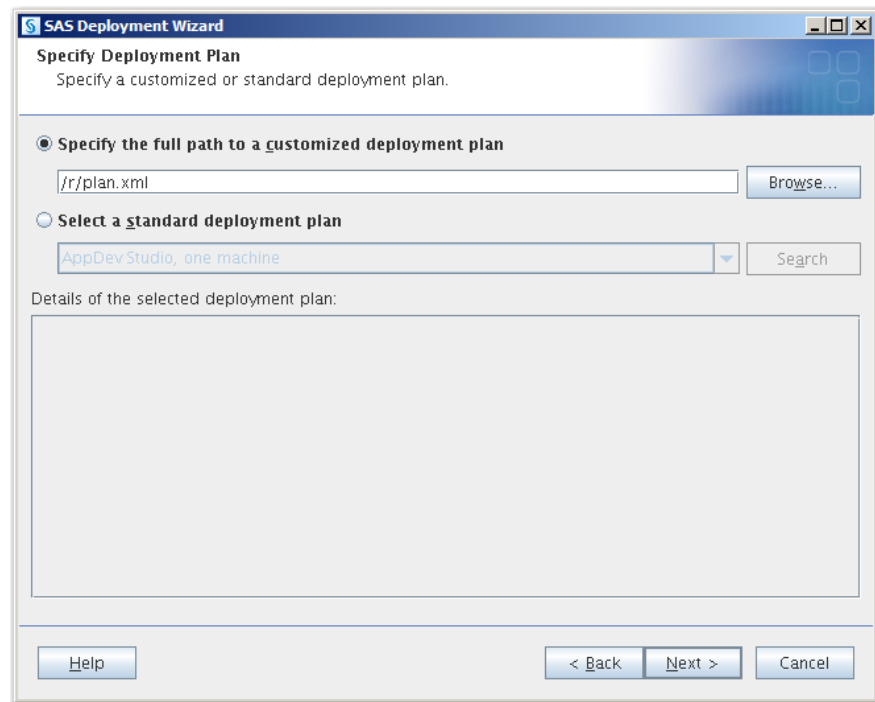 SAS Deployment Wizard
Specify Deployment Plan
Specify a customized or standard deployment plan.
Specify the full path to a customized deployment plan
/r/plan.xml
Browse...
Select a standard deployment plan
AppDev Studio, one machine
Search
Details of the selected deployment plan:
Help
< Back
Next >
Cancel